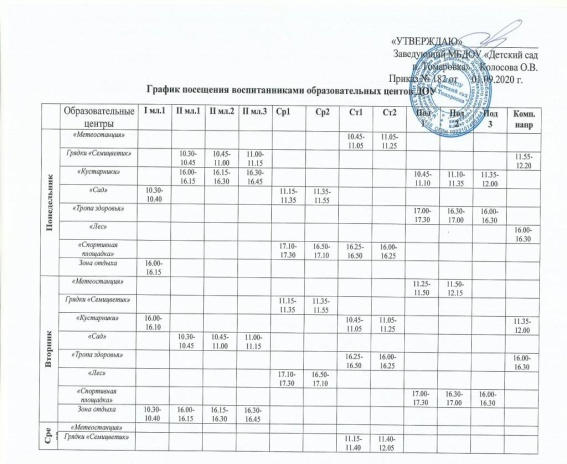 «УТВЕРЖДАЮ»
Заведующий МБДОУ «Детский сад
п. Томаровка» Колосова О.В.
Приказ № 182 от 01.09.2020 г.
График посещения воспитанниками образовательных центов ДОУ
Образовательные центры I мл.1 II мл.1 II мл.2 II мл.3 Ср1 Ср2 Ст1 Ст2 Под 1 Под 2 Под 3 Комп. напр
Понедельник
«Метеостанция» 10.45-11.05 11.05-11.25
Грядки «Семицветик» 10.30-10.45 10.45-11.00 11.00-11.15 11.55-12.20
«Кустарники» 16.00-16.15 16.15-16.30 16.30-16.45 10.45-11.10 11.10-11.35 11.35-12.00
«Сад» 10.30-10.40 11.15-11.35 11.35-11.55
«Тропа здоровья» 17.00-17.30 16.30-17.00 16.00-16.30
«Лес» 16.00-16.30
«Спортивная площадка» 17.10-17.30 16.50-17.10 16.25-16.50 16.00-16.25
Зона отдыха 16.00-16.15
Вторник
«Метеостанция» 11.25-11.50 11.50-12.15
Грядки «Семицветик» 11.15-11.35 11.35-11.55
«Кустарники» 16.00-16.10 10.45-11.05 11.05-11.25 11.35-12.00
«Сад» 10.30-10.45 10.45-11.00 11.00-11.15
«Тропа здоровья» 16.25-16.50 16.00-16.25 16.00-16.30
«Лес» 17.10-17.30 16.50-17.10
«Спортивная площадка» 17.00-17.30 16.30-17.00 16.00-16.30
Зона отдыха 10.30-10.40 16.00-16.15 16.15-16.30 16.30-16.45
Сре
«Метеостанция»
Грядки «Семицветик» 11.15-11.40 11.40-12.05